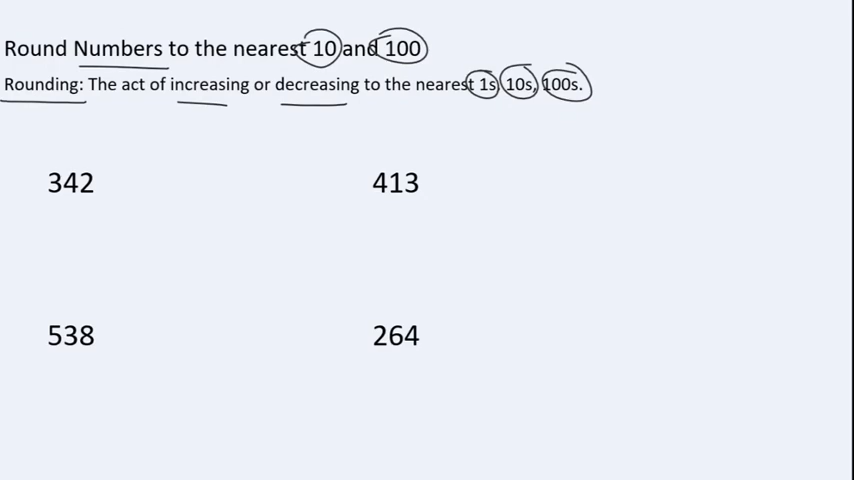 Round Numbers to the nearest 10 and 100
Rounding: The act of increasing or decreasing to the nearest 1s, 10s, 100s.
342 413
538 264